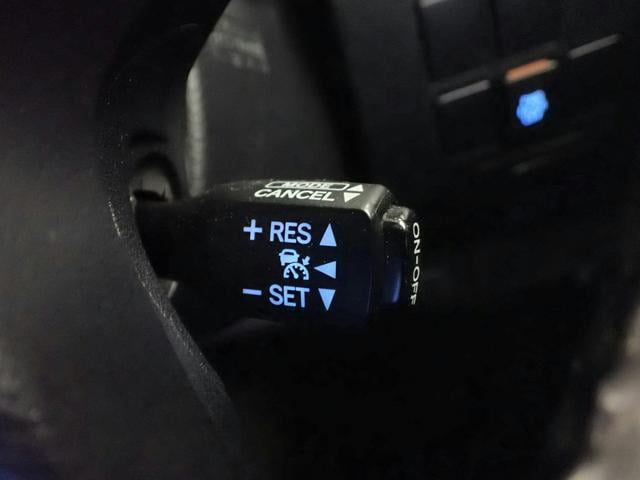 MODE
CANCEL
+ RES
- SET
ON-OFF